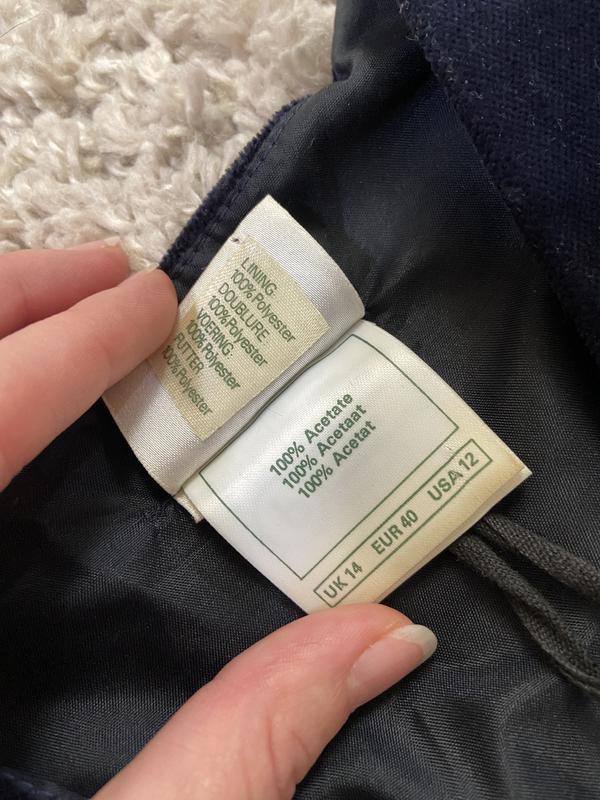 LINING:
100% Polyester
DOUBLURE
100% Polyester
VOERING:
100% Polyester
FUTTER
100% Polyester
100% Acetate
100% Acetaat
100% Acetat
UK 14 EUR 40 USA 12